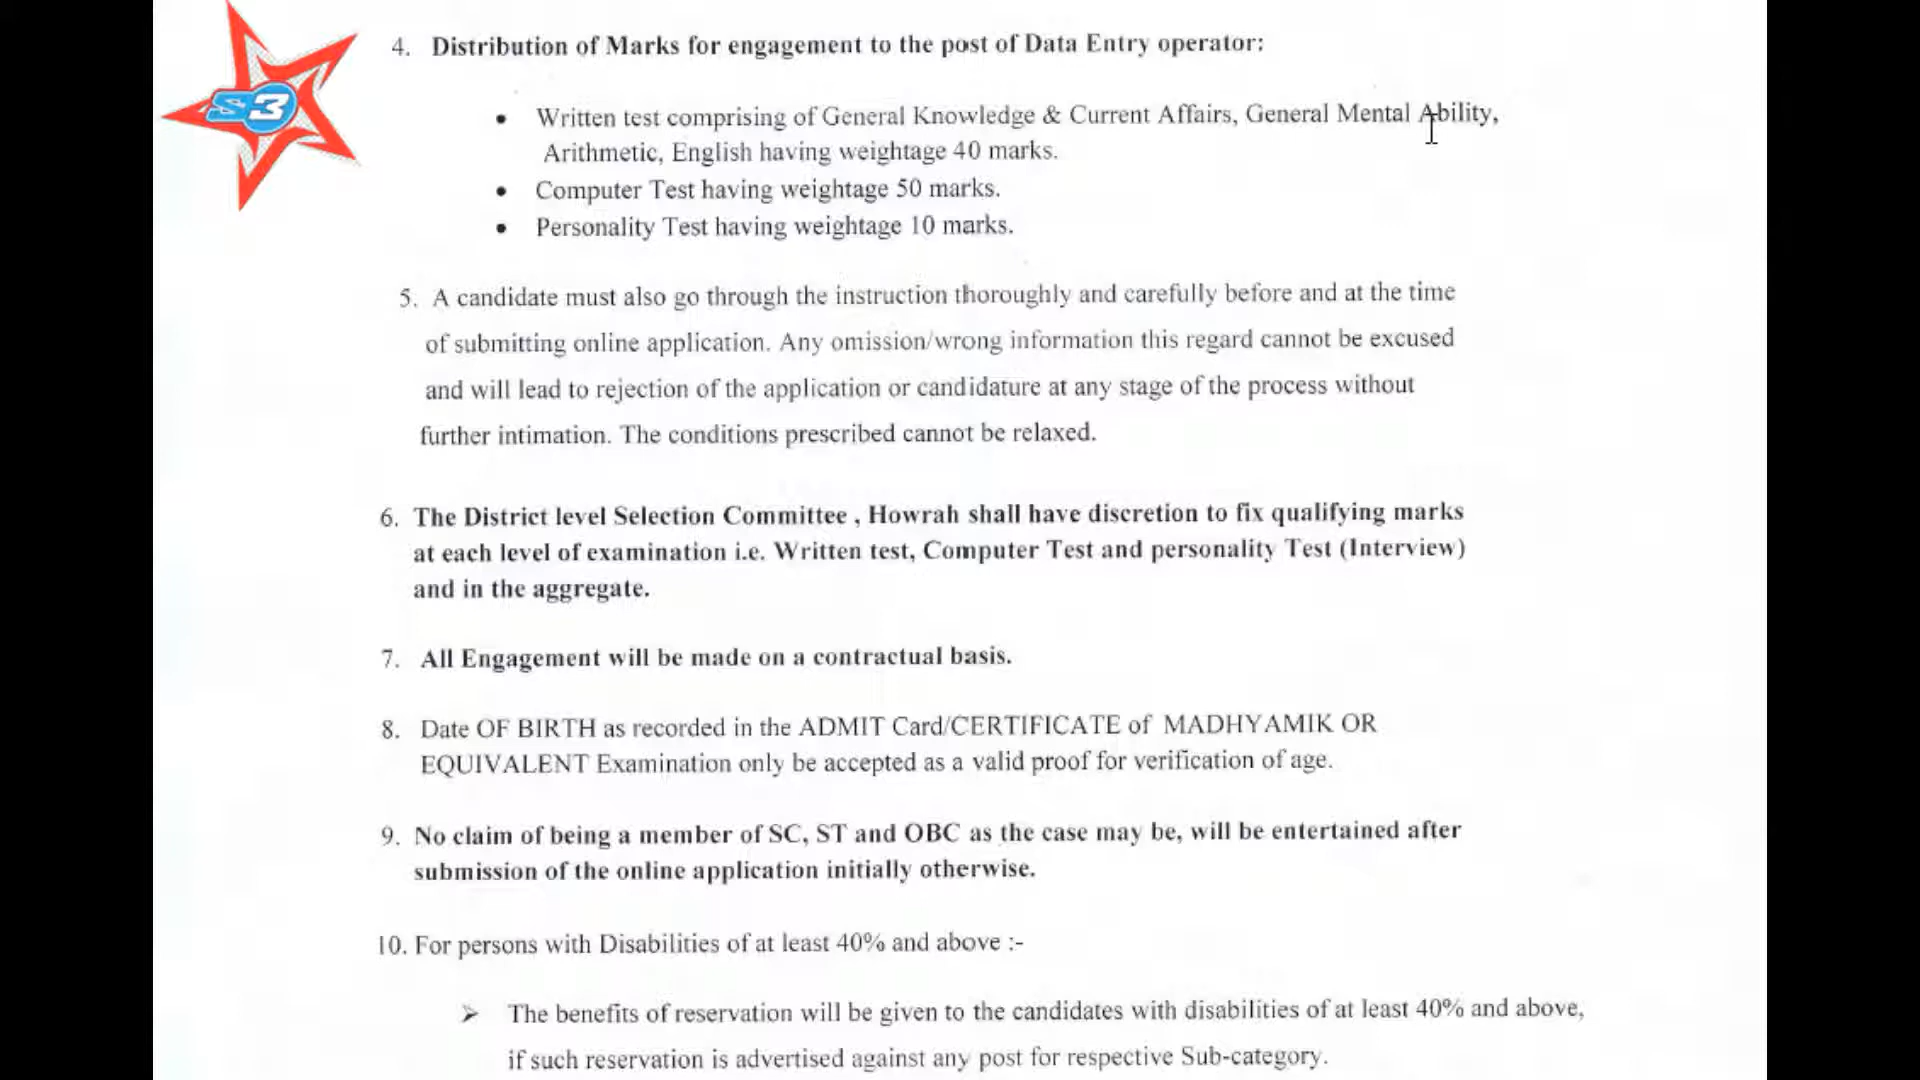 S3
4. Distribution of Marks for engagement to the post of Data Entry operator:
• Written test comprising of General Knowledge & Current Affairs, General Mental Ability,
Arithmetic, English having weightage 40 marks.
• Computer Test having weightage 50 marks.
• Personality Test having weightage 10 marks.
5. A candidate must also go through the instruction thoroughly and carefully before and at the time
of submitting online application. Any omission/wrong information this regard cannot be excused
and will lead to rejection of the application or candidature at any stage of the process without
further intimation. The conditions prescribed cannot be relaxed.
6. The District level Selection Committee , Howrah shall have discretion to fix qualifying marks
at each level of examination i.e. Written test, Computer Test and personality Test (Interview)
and in the aggregate.
7. All Engagement will be made on a contractual basis.
8. Date OF BIRTH as recorded in the ADMIT Card/CERTIFICATE of MADHYAMIK OR
EQUIVALENT Examination only be accepted as a valid proof for verification of age.
9. No claim of being a member of SC, ST and OBC as the case may be, will be entertained after
submission of the online application initially otherwise.
10. For persons with Disabilities of at least 40% and above :-
➢ The benefits of reservation will be given to the candidates with disabilities of at least 40% and above,
if such reservation is advertised against any post for respective Sub-category.